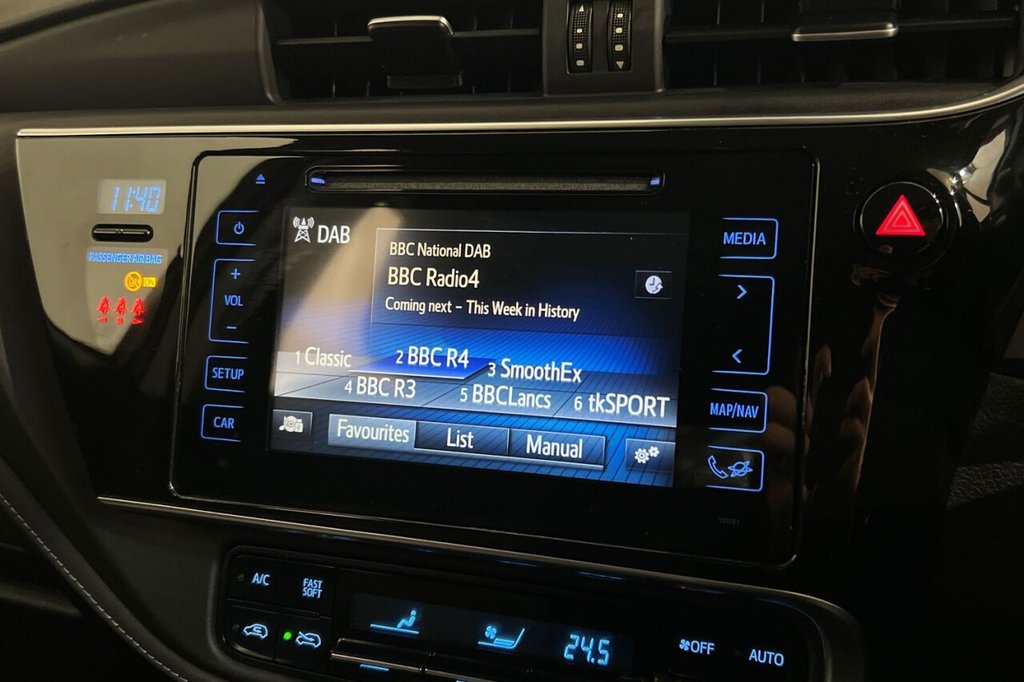 11:40
PASSENGER AIR BAG
ON
VOL
SETUP
CAR
DAB
BBC National DAB
BBC Radio4
Coming next – This Week in History
1 Classic 2 BBC R4 3 SmoothEx
4 BBC R3 5 BBCLancs 6 tkSPORT
Favourites List Manual
MEDIA
MAP/NAV
A/C
FAST
SOFT
24.5
OFF
AUTO